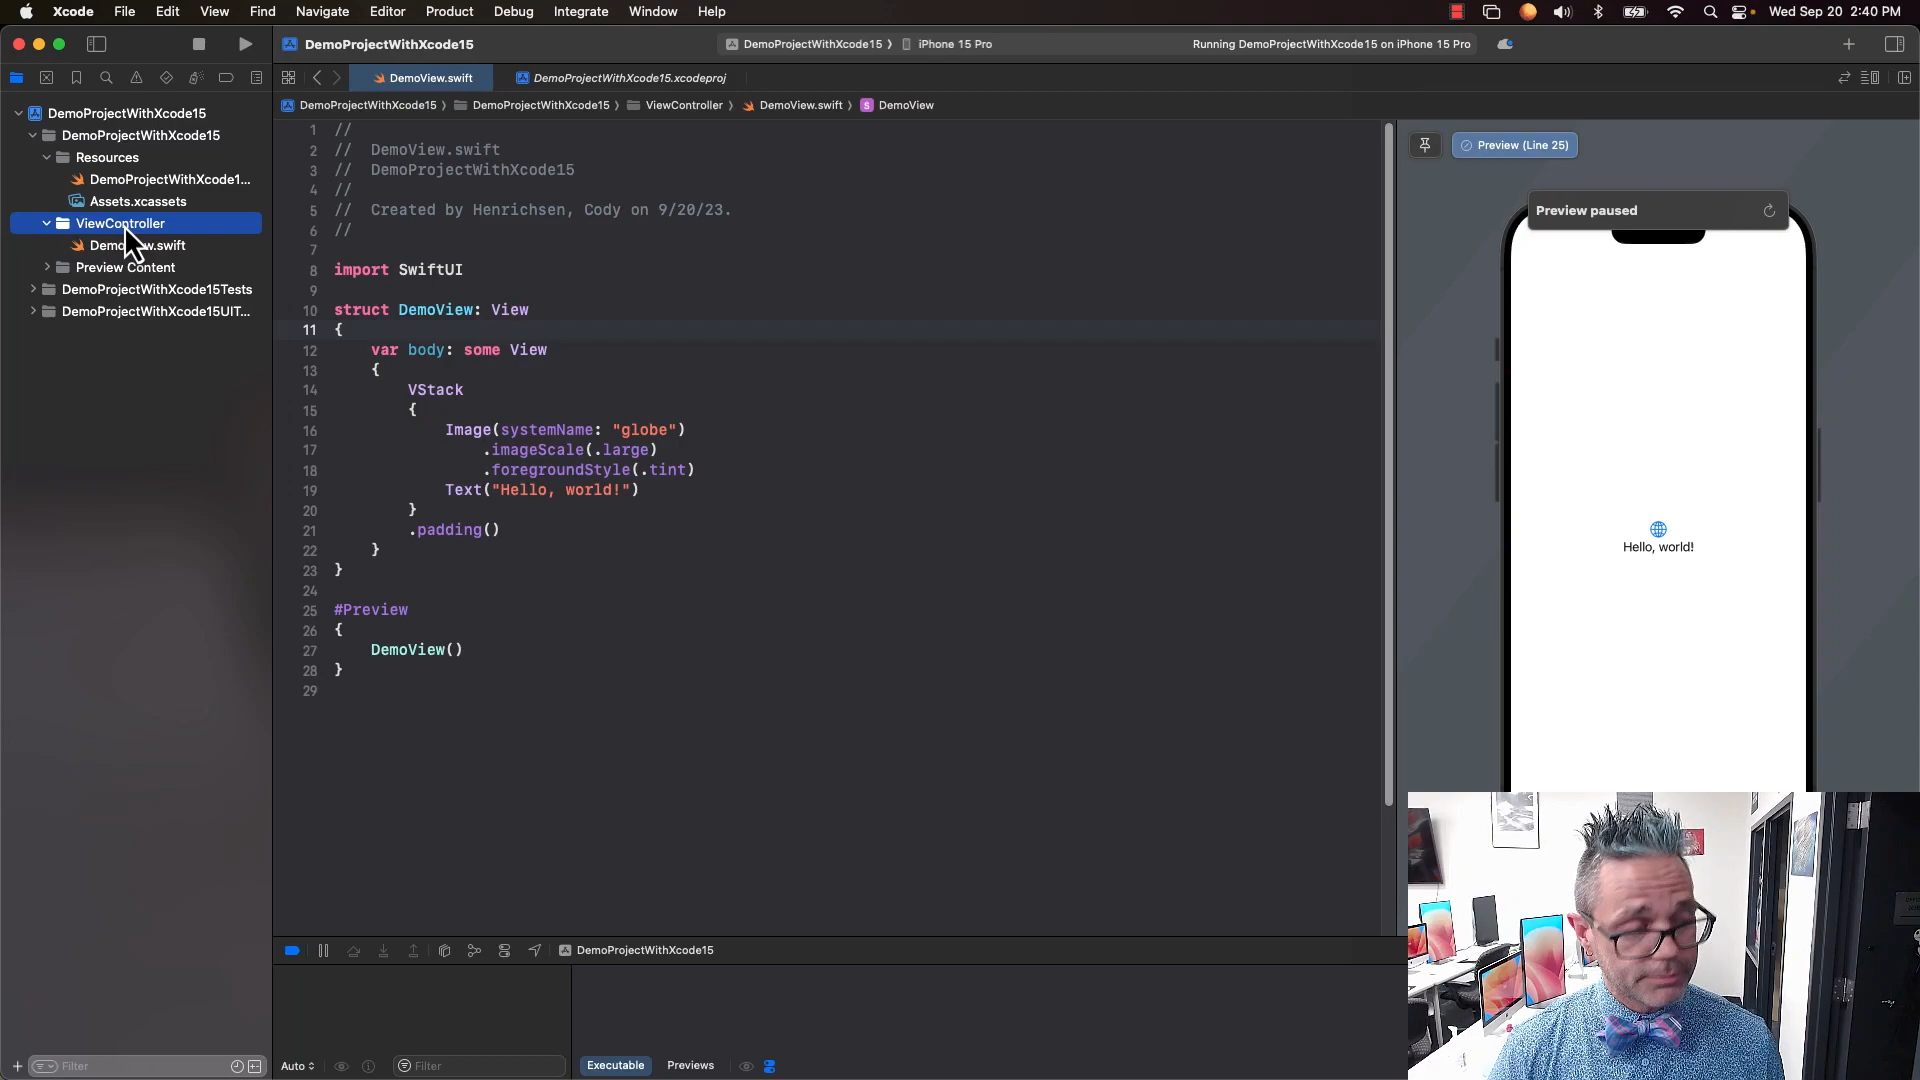 Xcode File Edit View Find Navigate Editor Product Debug Integrate Window Help Wed Sep 20 2:40 PM
DemoProjectWithXcode15 DemoProjectWithXcode15 iPhone 15 Pro Running DemoProjectWithXcode15 on iPhone 15 Pro
DemoView.swift DemoProjectWithXcode15.xcodeproj
DemoProjectWithXcode15 DemoProjectWithXcode15 ViewController DemoView.swift S DemoView
DemoProjectWithXcode15
DemoProjectWithXcode15
Resources
DemoProjectWithXcode1...
Assets.xcassets
ViewController
Demo w.swift
Preview Content
DemoProjectWithXcode15Tests
DemoProjectWithXcode15UIT...
1 //
2 // DemoView.swift
3 // DemoProjectWithXcode15
4 //
5 // Created by Henrichsen, Cody on 9/20/23.
6 //
7
8 import SwiftUI
9
10 struct DemoView: View
11 {
12 var body: some View
13 {
14 VStack
15 {
16 Image(systemName: "globe")
17 .imageScale(.large)
18 .foregroundStyle(.tint)
19 Text("Hello, world!")
20 }
21 .padding()
22 }
23 }
24
25 #Preview
26 {
27 DemoView()
28 }
29
Preview (Line 25)
Preview paused
Hello, world!
DemoProjectWithXcode15
Filter Auto Filter Executable Previews